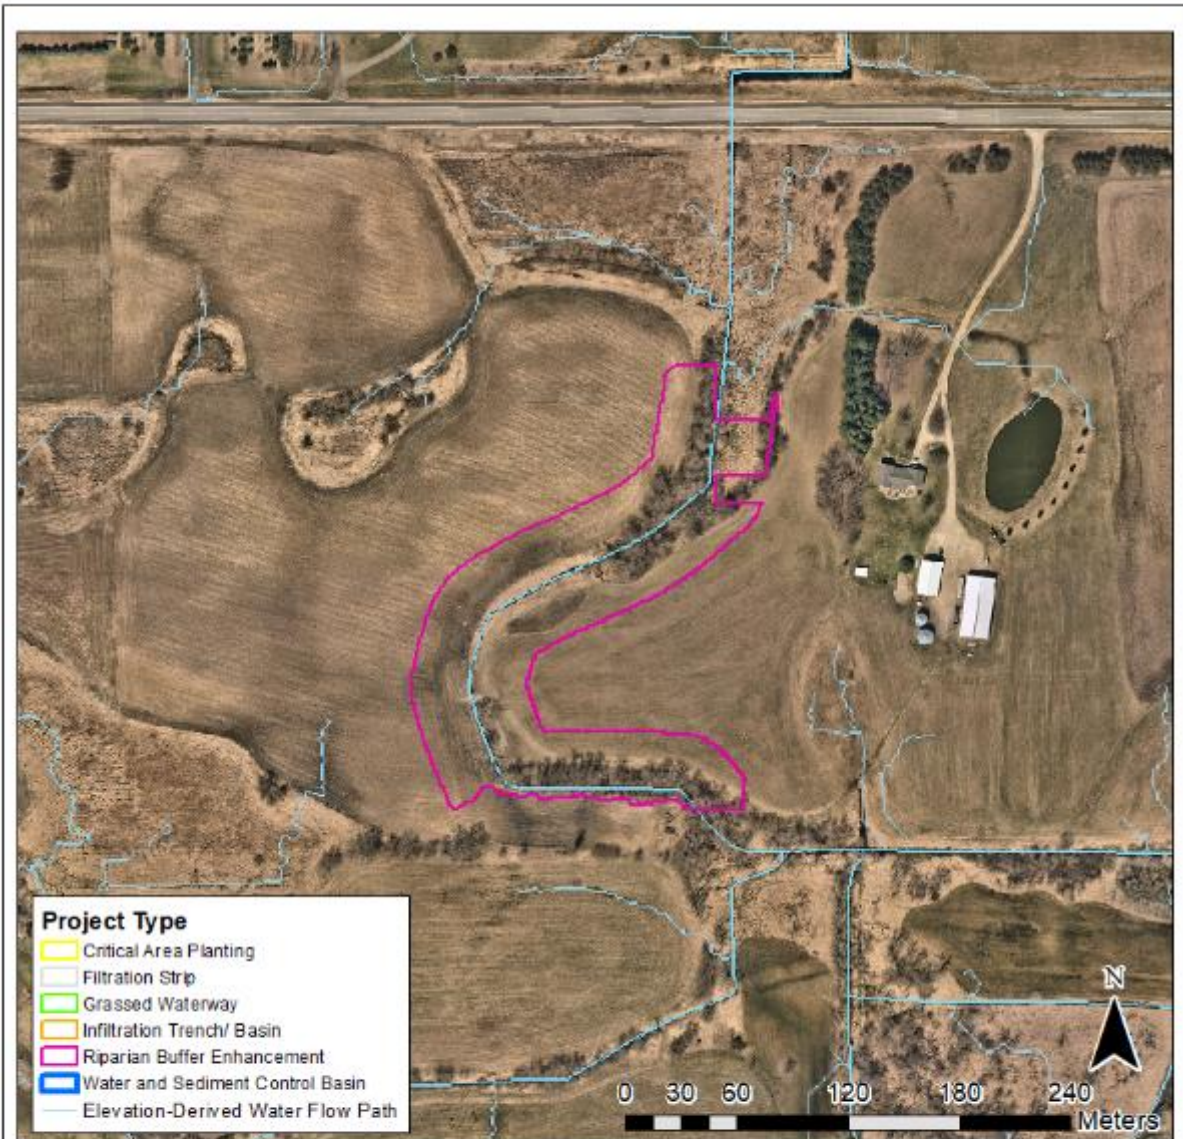 Project Type
Critical Area Planting
Filtration Strip
Grassed Waterway
Infiltration Trench/ Basin
Riparian Buffer Enhancement
Water and Sediment Control Basin
Elevation-Derived Water Flow Path
N
0 30 60 120 180 240
Meters